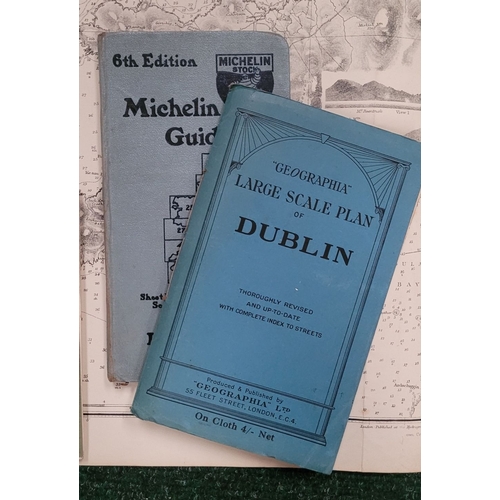 6th Edition
MICHELIN
STOCK
Michelin
Guid
"GEOGRAPHIA"
LARGE SCALE PLAN
OF
DUBLIN
THOROUGHLY REVISED
AND UP-TO-DATE
WITH COMPLETE INDEX TO STREETS
Produced & Published by
"GEOGRAPHIA" LTD
55 FLEET STREET, LONDON, E.C.4.
On Cloth 4/- Net